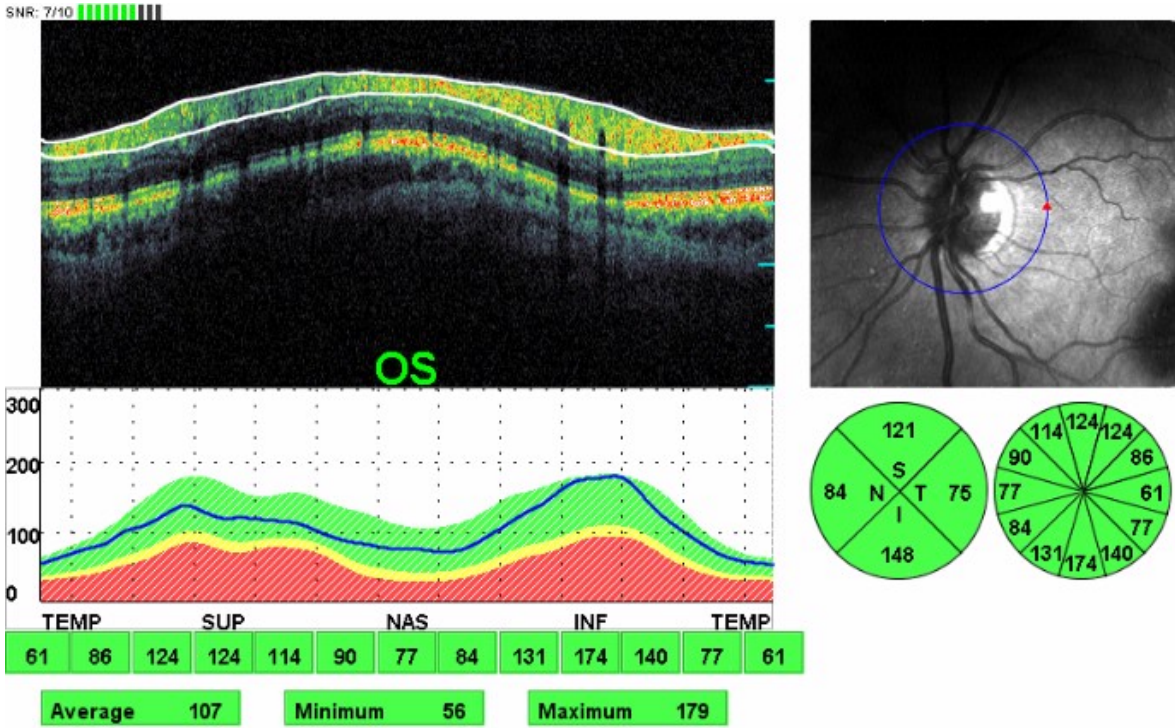 SNR: 7/10
OS
300
200
100
0
TEMP SUP NAS INF TEMP
61 86 124 124 114 90 77 84 131 174 140 77 61
Average 107 Minimum 56 Maximum 179
121
S
84 N T 75
I
148
124
114 124
90 86
77 61
84 77
131 140
174